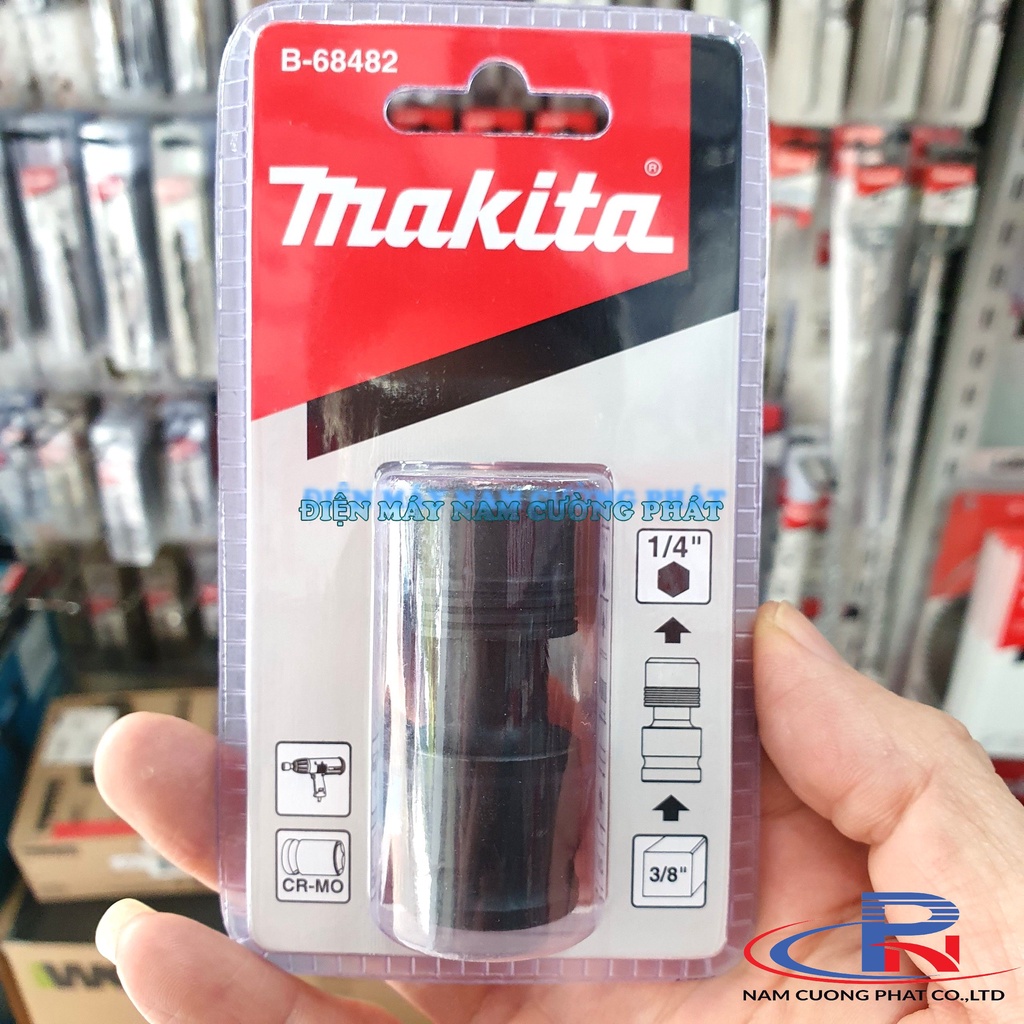 B-68482
makita ®
ĐIỆN MÁY NAM CƯỜNG PHÁT
1/4"
3/8"
CR-MO
NAM CUONG PHAT CO.,LTD